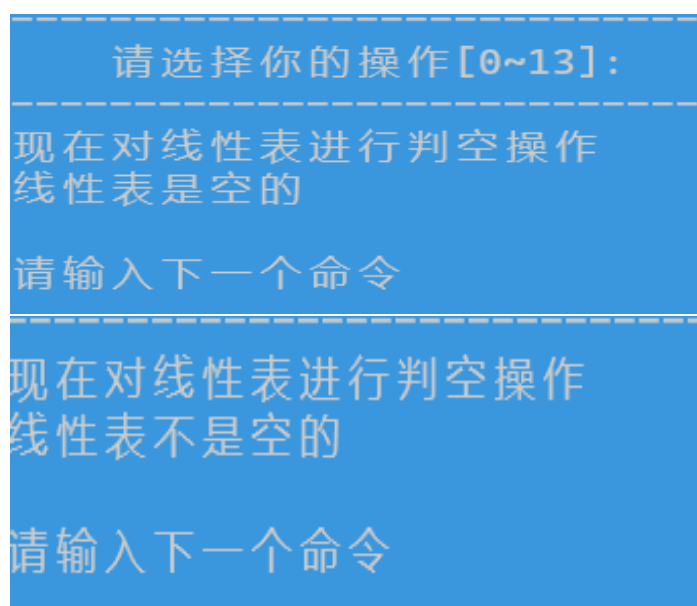 请选择你的操作[0~13]:
现在对线性表进行判空操作
线性表是空的
请输入下一个命令
现在对线性表进行判空操作
线性表不是空的
请输入下一个命令